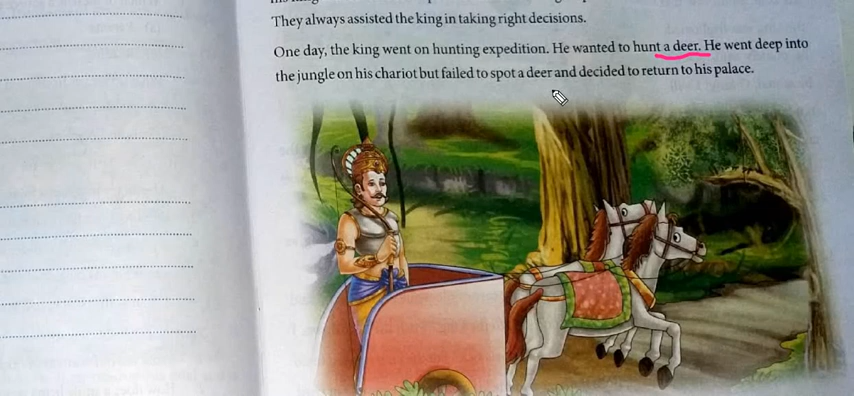 They always assisted the king in taking right decisions.
One day, the king went on hunting expedition. He wanted to hunt a deer. He went deep into
the jungle on his chariot but failed to spot a deer and decided to return to his palace.